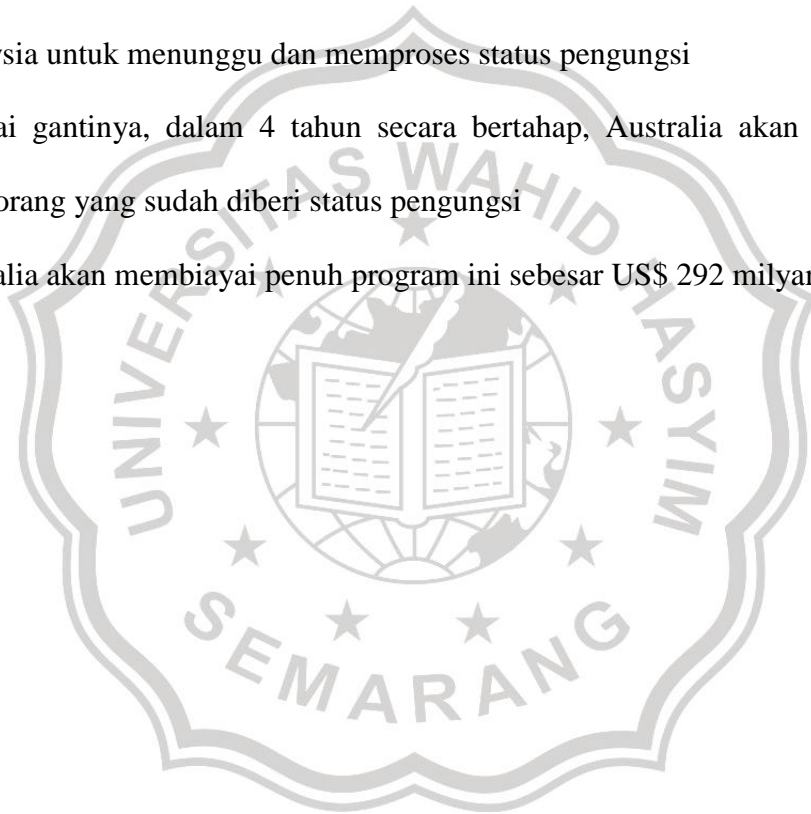 ysia untuk menunggu dan memproses status pengungsi
ai gantinya, dalam 4 tahun secara bertahap, Australia akan
orang yang sudah diberi status pengungsi
alia akan membiayai penuh program ini sebesar US$ 292 milyar
UNIVERSITAS WAHID HASYIM
SEMARANG